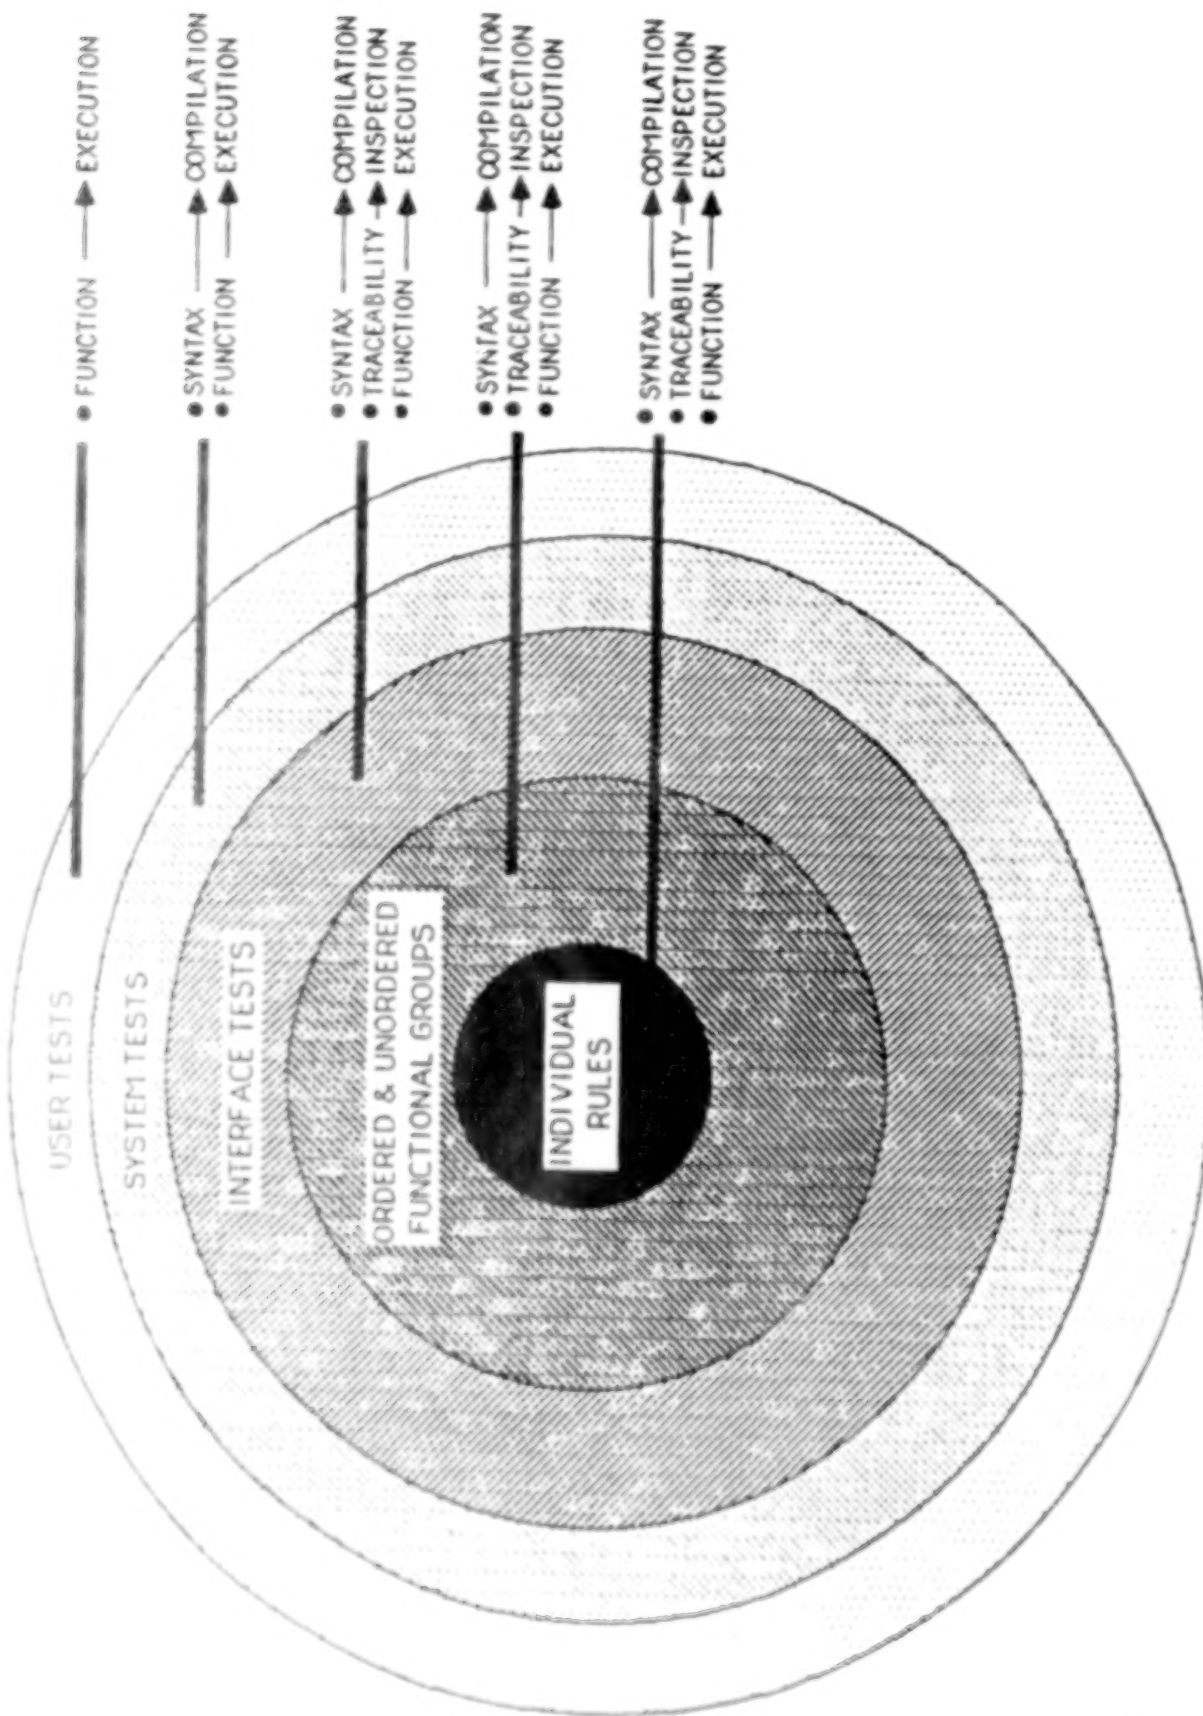 USER TESTS
SYSTEM TESTS
INTERFACE TESTS
ORDERED & UNORDERED
FUNCTIONAL GROUPS
INDIVIDUAL
RULES
● FUNCTION → EXECUTION
● SYNTAX → COMPILATION
● FUNCTION → EXECUTION
● SYNTAX → COMPILATION
● TRACEABILITY → INSPECTION
● FUNCTION → EXECUTION
● SYNTAX → COMPILATION
● TRACEABILITY → INSPECTION
● FUNCTION → EXECUTION
● SYNTAX → COMPILATION
● TRACEABILITY → INSPECTION
● FUNCTION → EXECUTION